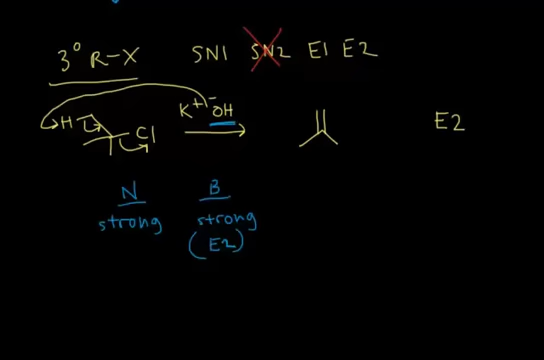 3° R-X SN1 SN2 E1 E2
H Cl K⁺ ⁻OH E2
N B
strong strong
(E2)